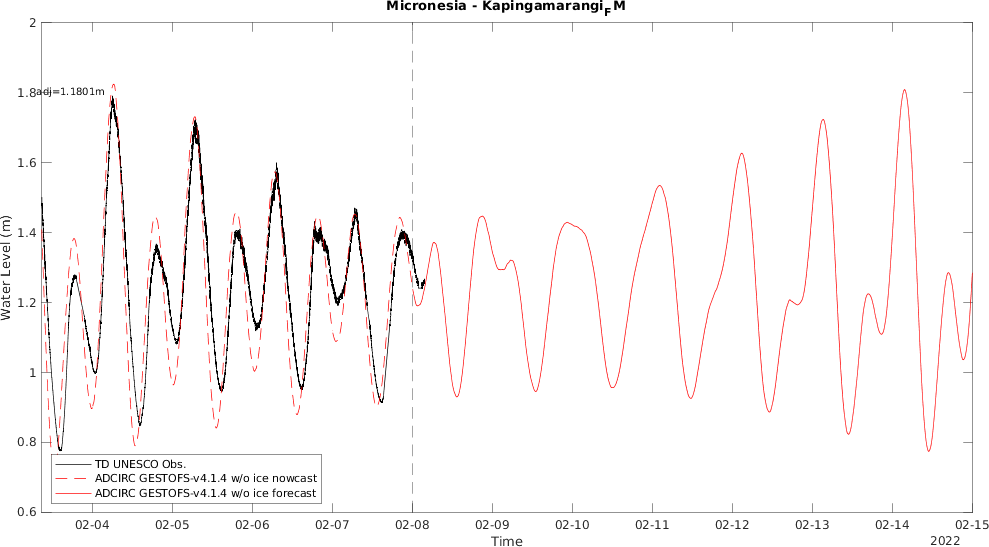 Micronesia - KapingamarangiFM
adj=1.1801m
Water Level (m)
2
1.8
1.6
1.4
1.2
1
0.8
0.6
TD UNESCO Obs.
ADCIRC GESTOFS-v4.1.4 w/o ice nowcast
ADCIRC GESTOFS-v4.1.4 w/o ice forecast
02-04 02-05 02-06 02-07 02-08 02-09 02-10 02-11 02-12 02-13 02-14 02-15
Time
2022